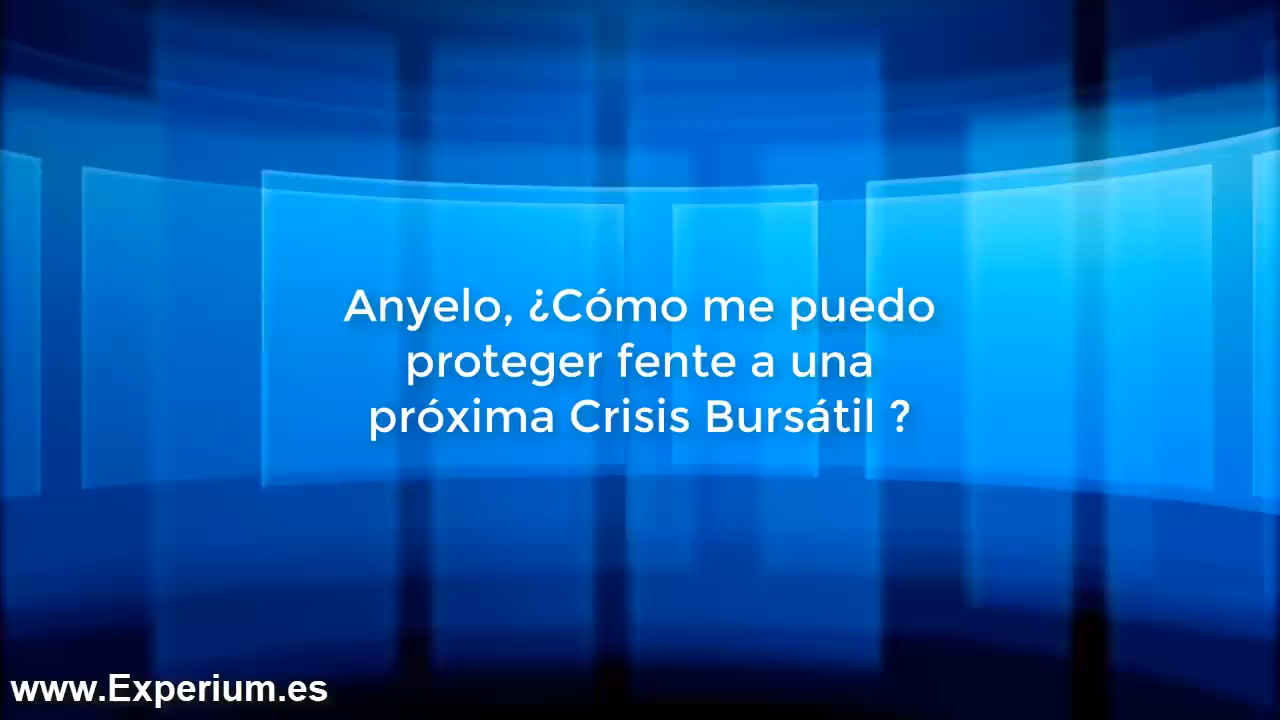 Anyelo, ¿Cómo me puedo
proteger fente a una
próxima Crisis Bursátil ?
www.Experium.es